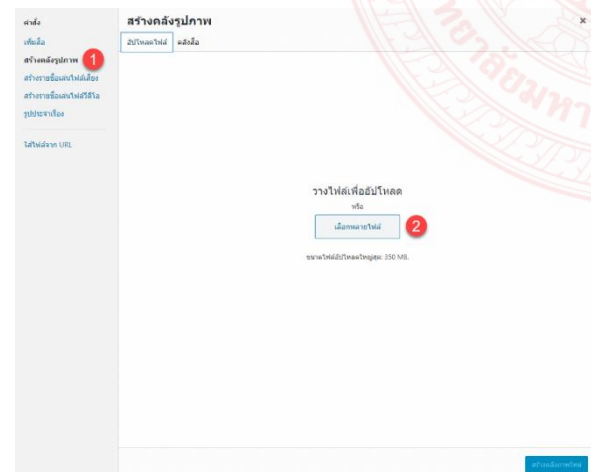 คำสั่ง
เพิ่มสื่อ
สร้างคลังรูปภาพ
1
สร้างรายชื่อเล่นไฟล์เสียง
สร้างรายชื่อเล่นไฟล์วีดีโอ
รูปประจำเรื่อง
ใส่ไฟล์จาก URL
สร้างคลังรูปภาพ
×
อัปโหลดไฟล์ คลังสื่อ
วางไฟล์เพื่ออัปโหลด
หรือ
เลือกหลายไฟล์
2
ขนาดไฟล์อัปโหลดใหญ่สุด: 350 MB.
สร้างคลังภาพใหม่